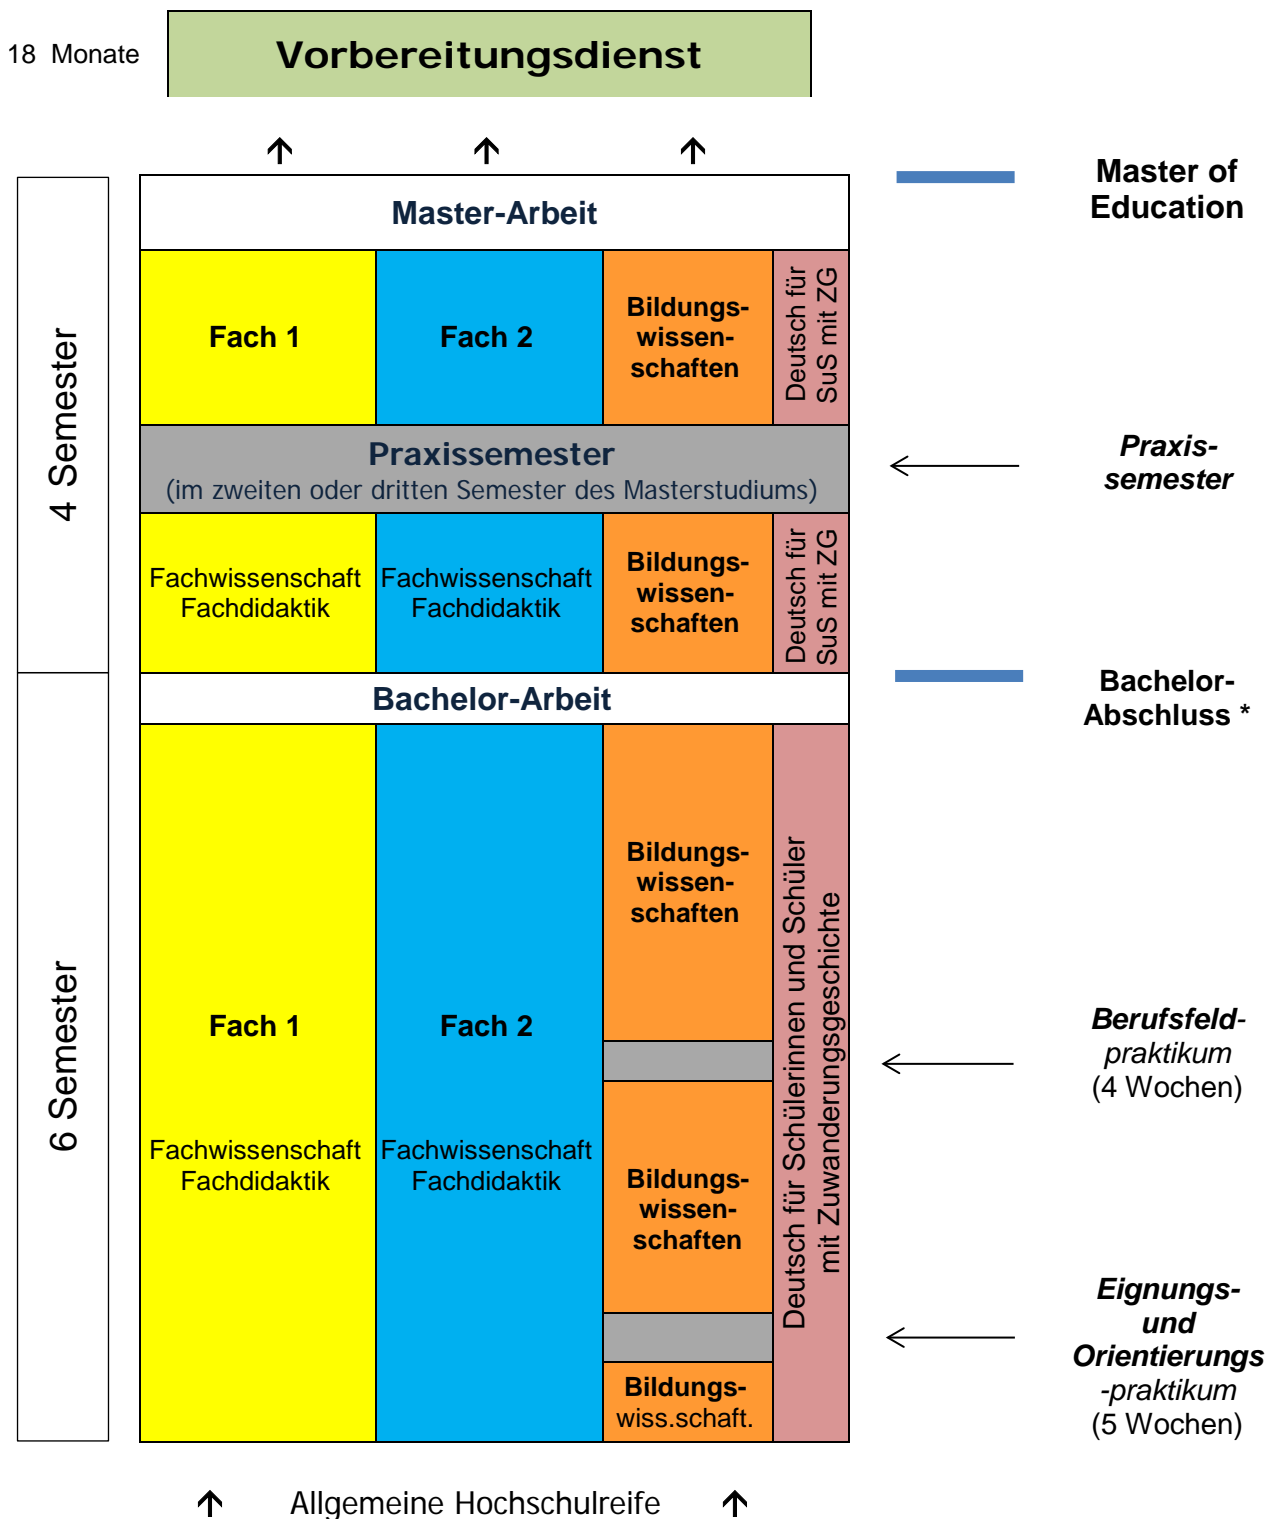 18 Monate
Vorbereitungsdienst
Master-Arbeit
Master of
Education
4 Semester
Fach 1
Fach 2
Bildungs-
wissen-
schaften
Deutsch für
SuS mit ZG
Praxissemester
(im zweiten oder dritten Semester des Masterstudiums)
Praxis-
semester
Fachwissenschaft
Fachdidaktik
Fachwissenschaft
Fachdidaktik
Bildungs-
wissen-
schaften
Deutsch für
SuS mit ZG
Bachelor-Arbeit
Bachelor-
Abschluss *
6 Semester
Fach 1
Fachwissenschaft
Fachdidaktik
Fach 2
Fachwissenschaft
Fachdidaktik
Bildungs-
wissen-
schaften
Bildungs-
wissen-
schaften
Bildungs-
wiss.schaft.
Deutsch für Schülerinnen und Schüler
mit Zuwanderungsgeschichte
Berufsfeld-
praktikum
(4 Wochen)
Eignungs-
und
Orientierungs
-praktikum
(5 Wochen)
Allgemeine Hochschulreife